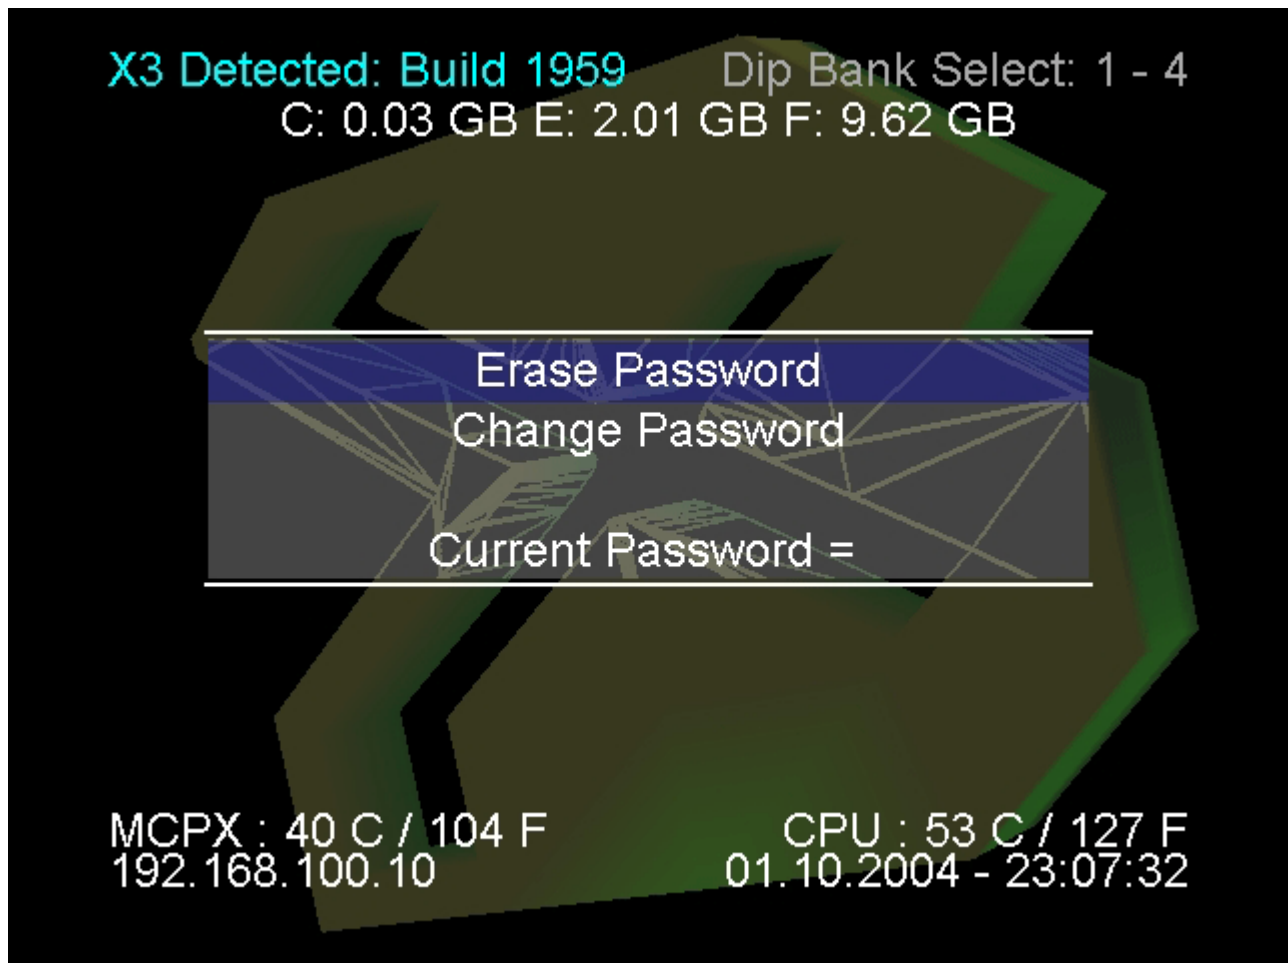 X3 Detected: Build 1959 Dip Bank Select: 1 - 4
C: 0.03 GB E: 2.01 GB F: 9.62 GB
Erase Password
Change Password
Current Password =
MCPX : 40 C / 104 F CPU : 53 C / 127 F
192.168.100.10 01.10.2004 - 23:07:32